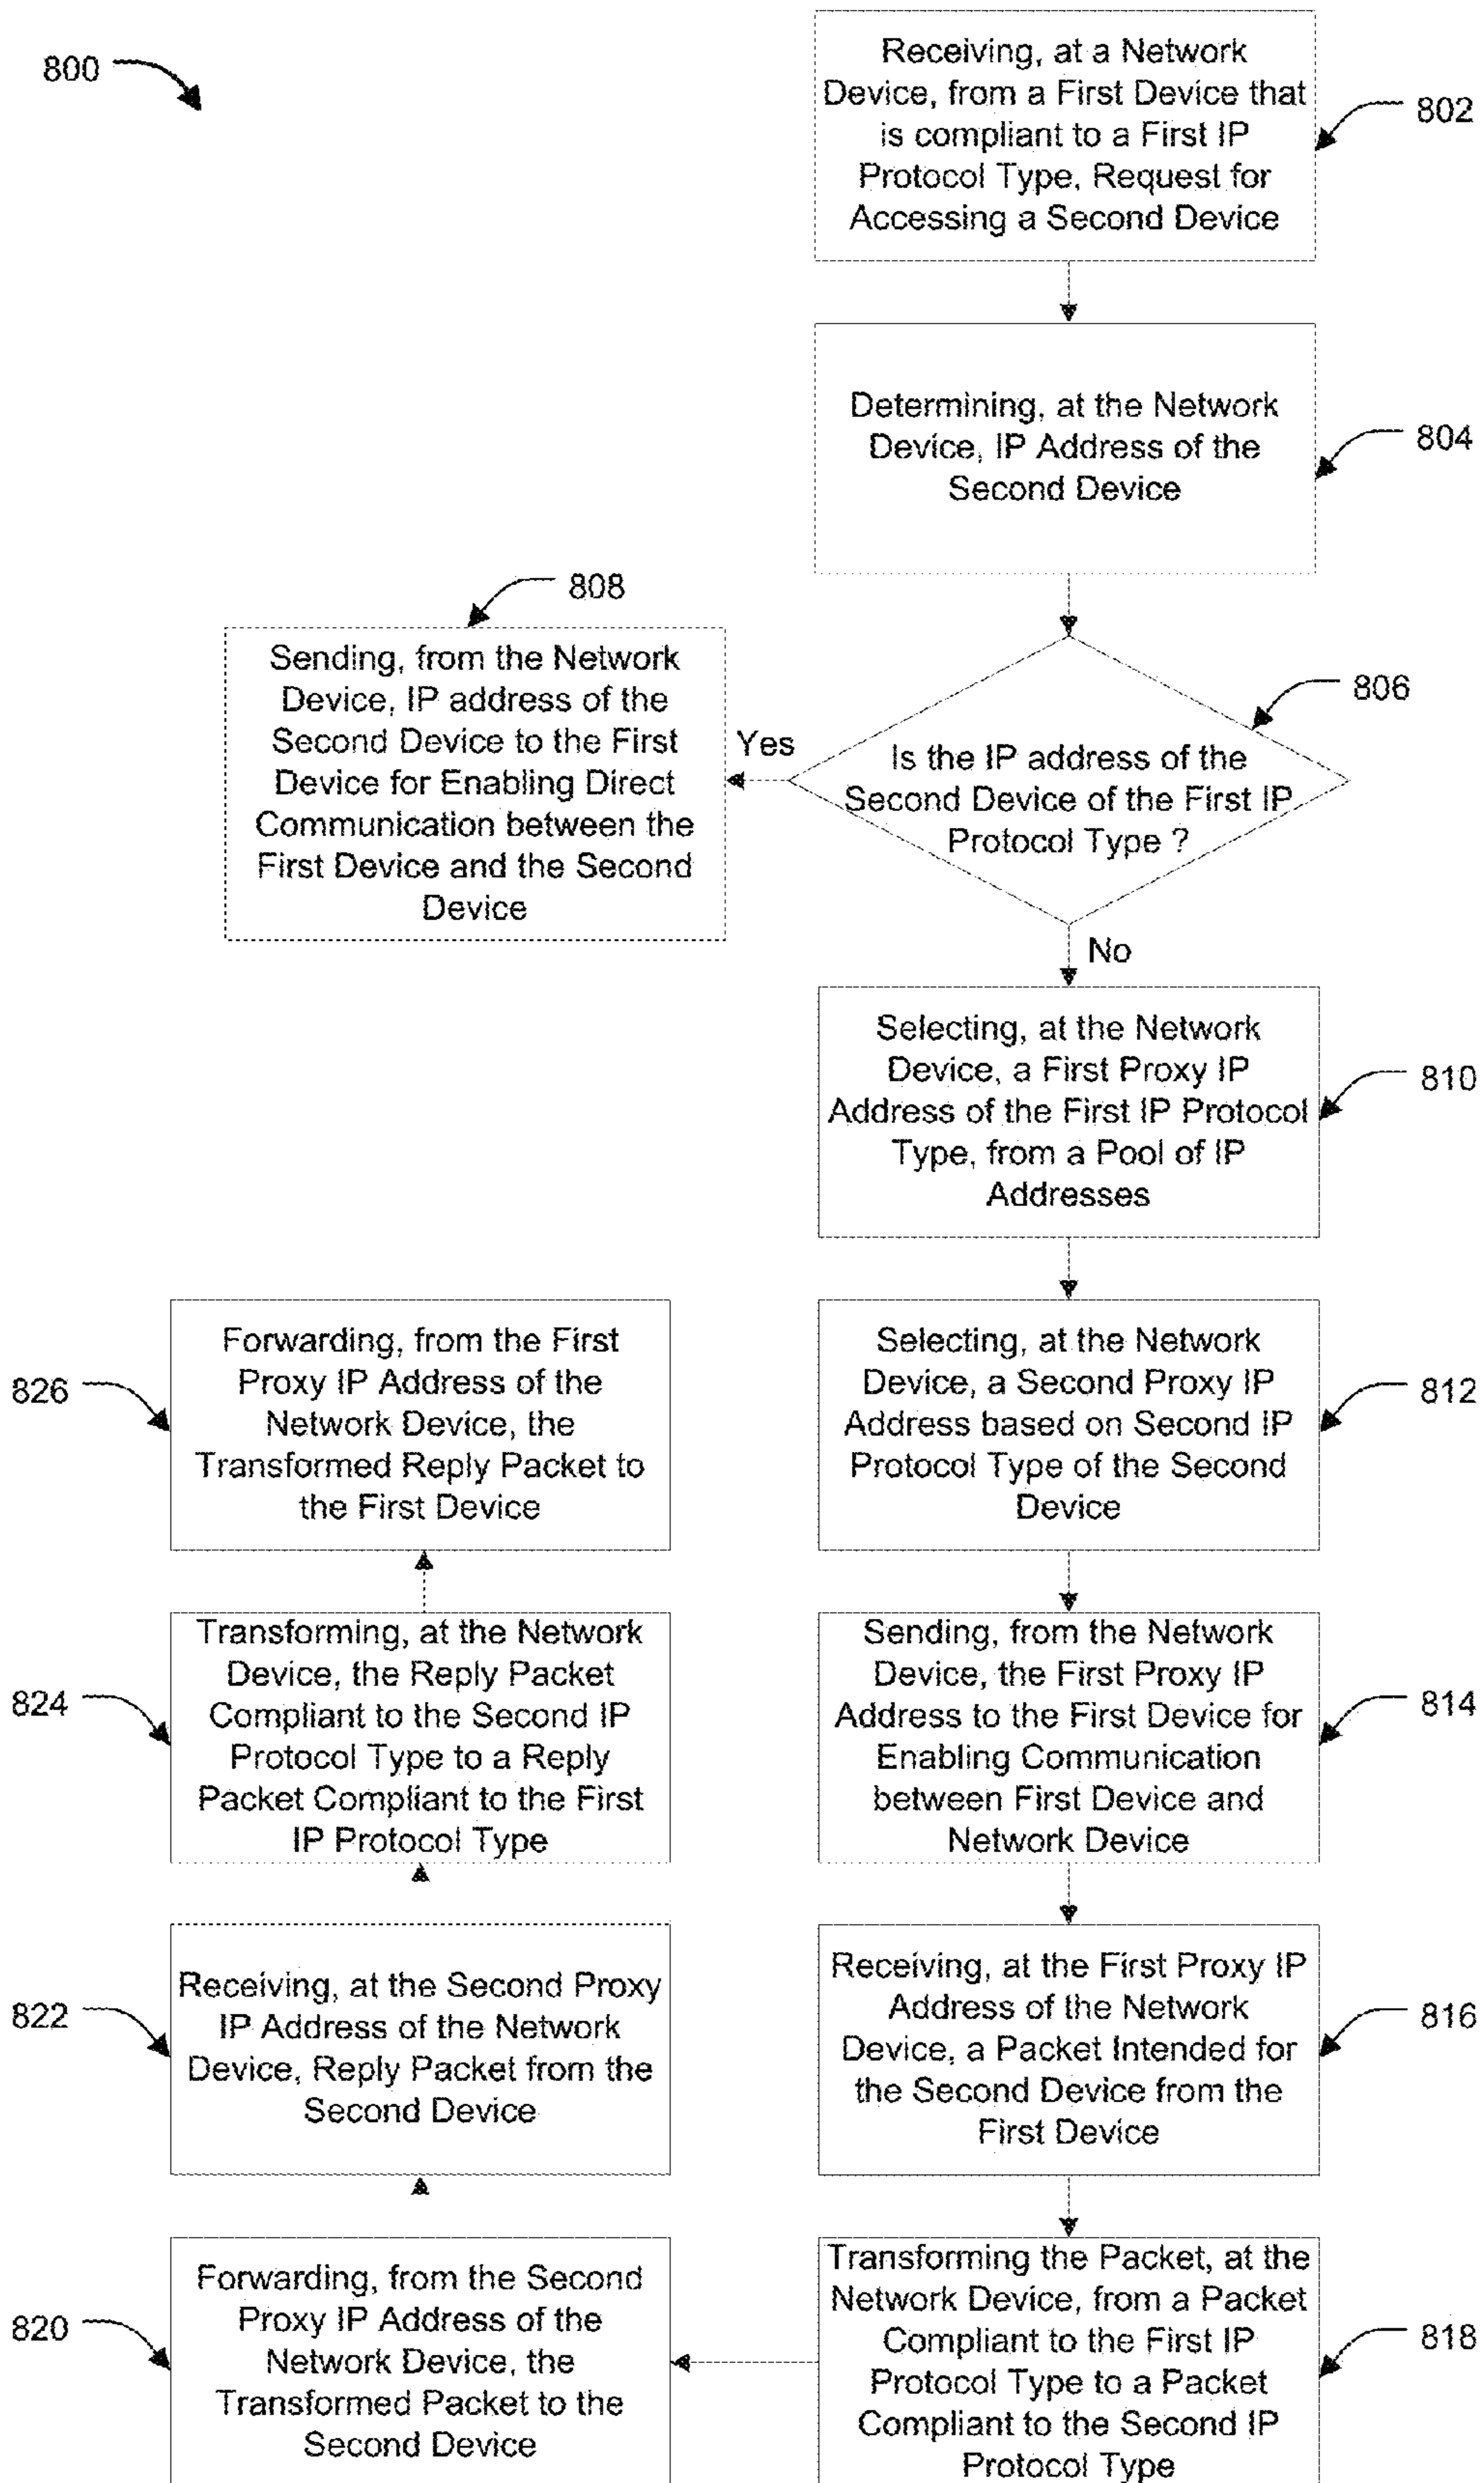 800
Receiving, at a Network
Device, from a First Device that
is compliant to a First IP
Protocol Type, Request for
Accessing a Second Device
802
Determining, at the Network
Device, IP Address of the
Second Device
804
808
Sending, from the Network
Device, IP address of the
Second Device to the First
Device for Enabling Direct
Communication between the
First Device and the Second
Device
Yes
806
Is the IP address of the
Second Device of the First IP
Protocol Type ?
No
Selecting, at the Network
Device, a First Proxy IP
Address of the First IP Protocol
Type, from a Pool of IP
Addresses
810
Selecting, at the Network
Device, a Second Proxy IP
Address based on Second IP
Protocol Type of the Second
Device
812
Sending, from the Network
Device, the First Proxy IP
Address to the First Device for
Enabling Communication
between First Device and
Network Device
814
Receiving, at the First Proxy IP
Address of the Network
Device, a Packet Intended for
the Second Device from the
First Device
816
Transforming the Packet, at the
Network Device, from a Packet
Compliant to the First IP
Protocol Type to a Packet
Compliant to the Second IP
Protocol Type
818
820
Forwarding, from the Second
Proxy IP Address of the
Network Device, the
Transformed Packet to the
Second Device
822
Receiving, at the Second Proxy
IP Address of the Network
Device, Reply Packet from the
Second Device
824
Transforming, at the Network
Device, the Reply Packet
Compliant to the Second IP
Protocol Type to a Reply
Packet Compliant to the First
IP Protocol Type
826
Forwarding, from the First
Proxy IP Address of the
Network Device, the
Transformed Reply Packet to
the First Device